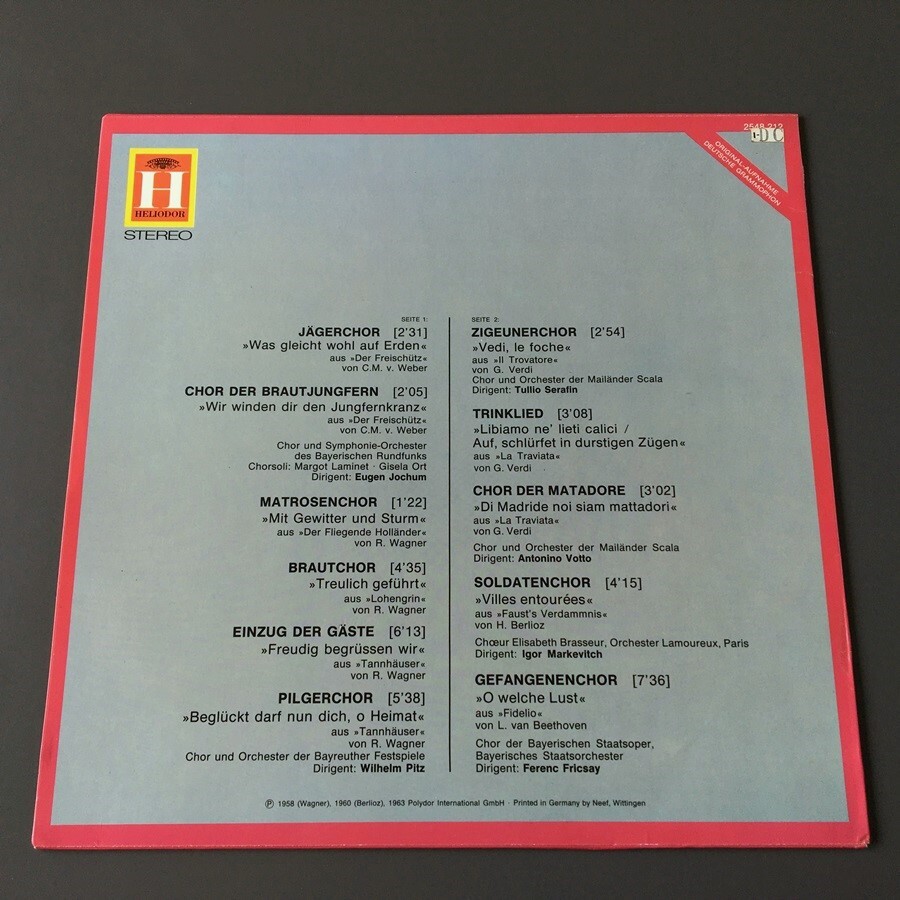 H
HELIODOR
STEREO
2548 212
ORIGINAL-AUFNAHME
DEUTSCHE GRAMMOPHON
SEITE 1:
JÄGERCHOR [2'31]
»Was gleicht wohl auf Erden«
aus »Der Freischütz«
von C.M. v. Weber
CHOR DER BRAUTJUNGFERN [2'05]
»Wir winden dir den Jungfernkranz«
aus »Der Freischütz«
von C.M. v. Weber
Chor und Symphonie-Orchester
des Bayerischen Rundfunks
Chorsoli: Margot Laminet · Gisela Ort
Dirigent: Eugen Jochum
MATROSENCHOR [1'22]
»Mit Gewitter und Sturm«
aus »Der Fliegende Holländer«
von R. Wagner
BRAUTCHOR [4'35]
»Treulich geführt«
aus »Lohengrin«
von R. Wagner
EINZUG DER GÄSTE [6'13]
»Freudig begrüssen wir«
aus »Tannhäuser«
von R. Wagner
PILGERCHOR [5'38]
»Beglückt darf nun dich, o Heimat«
aus »Tannhäuser«
von R. Wagner
Chor und Orchester der Bayreuther Festspiele
Dirigent: Wilhelm Pitz
SEITE 2:
ZIGEUNERCHOR [2'54]
»Vedi, le foche«
aus »Il Trovatore«
von G. Verdi
Chor und Orchester der Mailänder Scala
Dirigent: Tullio Serafin
TRINKLIED [3'08]
»Libiamo ne' lieti calici /
Auf, schlürfet in durstigen Zügen«
aus »La Traviata«
von G. Verdi
CHOR DER MATADORE [3'02]
»Di Madride noi siam mattadori«
aus »La Traviata«
von G. Verdi
Chor und Orchester der Mailänder Scala
Dirigent: Antonino Votto
SOLDATENCHOR [4'15]
»Villes entourées«
aus »Faust's Verdammnis«
von H. Berlioz
Chœur Elisabeth Brasseur, Orchester Lamoureux, Paris
Dirigent: Igor Markevitch
GEFANGENENCHOR [7'36]
»O welche Lust«
aus »Fidelio«
von L. van Beethoven
Chor der Bayerischen Staatsoper,
Bayerisches Staatsorchester
Dirigent: Ferenc Fricsay
Ⓟ 1958 (Wagner), 1960 (Berlioz), 1963 Polydor International GmbH · Printed in Germany by Neef, Wittingen